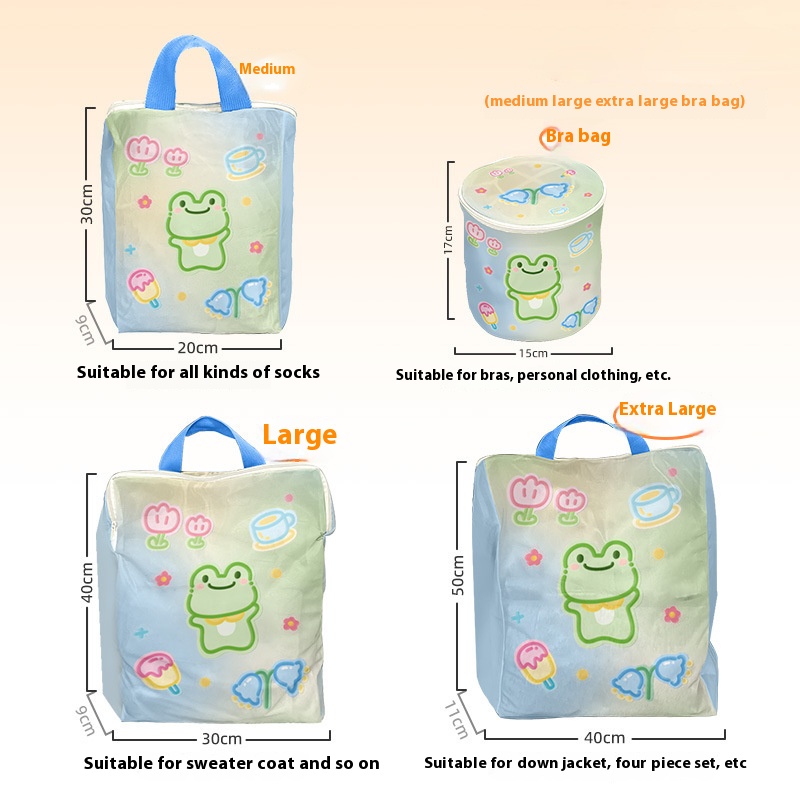 Medium
30cm
9cm
20cm
Suitable for all kinds of socks
(medium large extra large bra bag)
Bra bag
17cm
15cm
Suitable for bras, personal clothing, etc.
Large
40cm
9cm
30cm
Suitable for sweater coat and so on
Extra Large
50cm
11cm
40cm
Suitable for down jacket, four piece set, etc